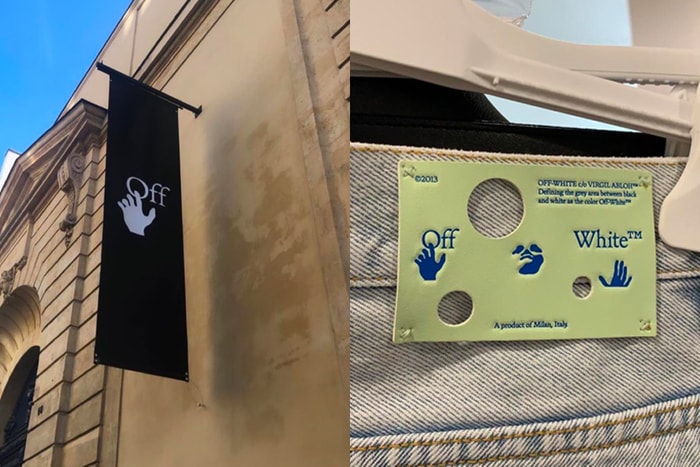 Off
©2013
OFF-WHITE c/o VIRGIL ABLOH™
Defining the grey area between black
and white as the color Off-White™
Off
White™
A product of Milan, Italy.